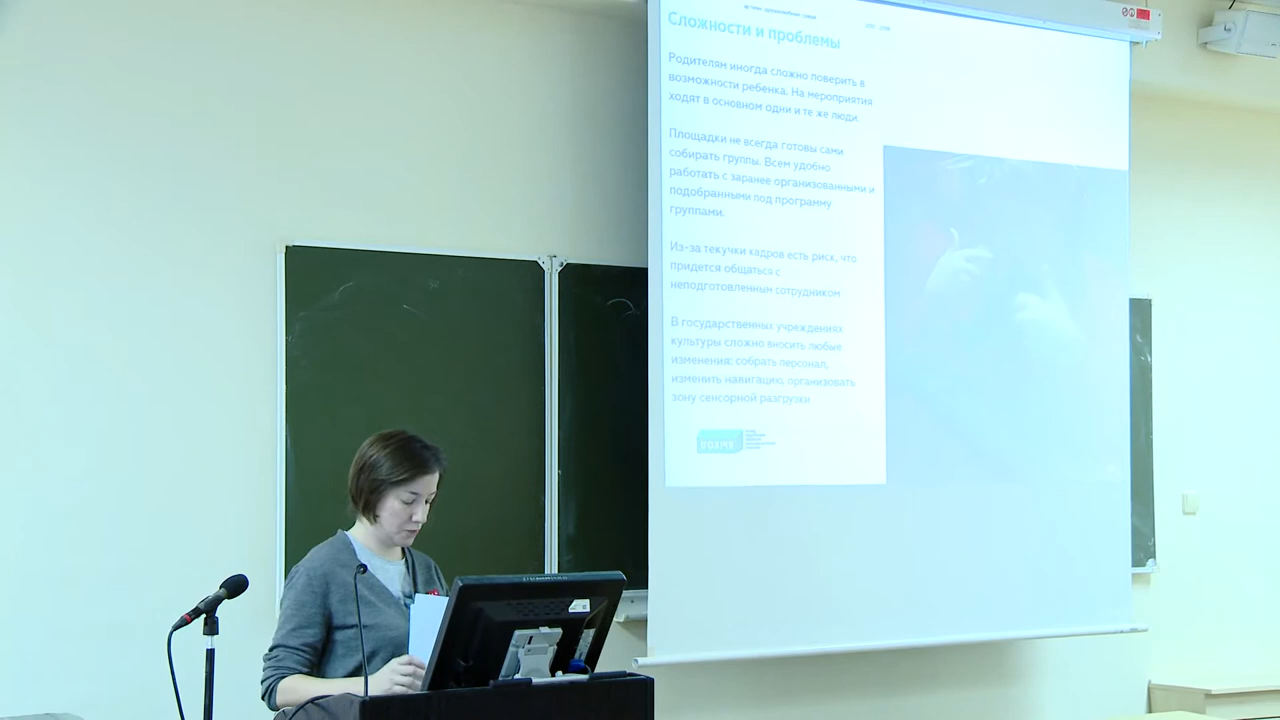 Сложности и проблемы
Родителям иногда сложно поверить в
возможности ребенка. На мероприятия
ходят в основном одни и те же люди.
Площадки не всегда готовы сами
собирать группы. Всем удобно
работать с заранее организованными и
подобранными под программу
группами.
Из-за текучки кадров есть риск, что
придется общаться с
неподготовленным сотрудником
В государственных учреждениях
культуры сложно вносить любые
изменения: собрать персонал,
изменить навигацию, организовать
зону сенсорной разгрузки